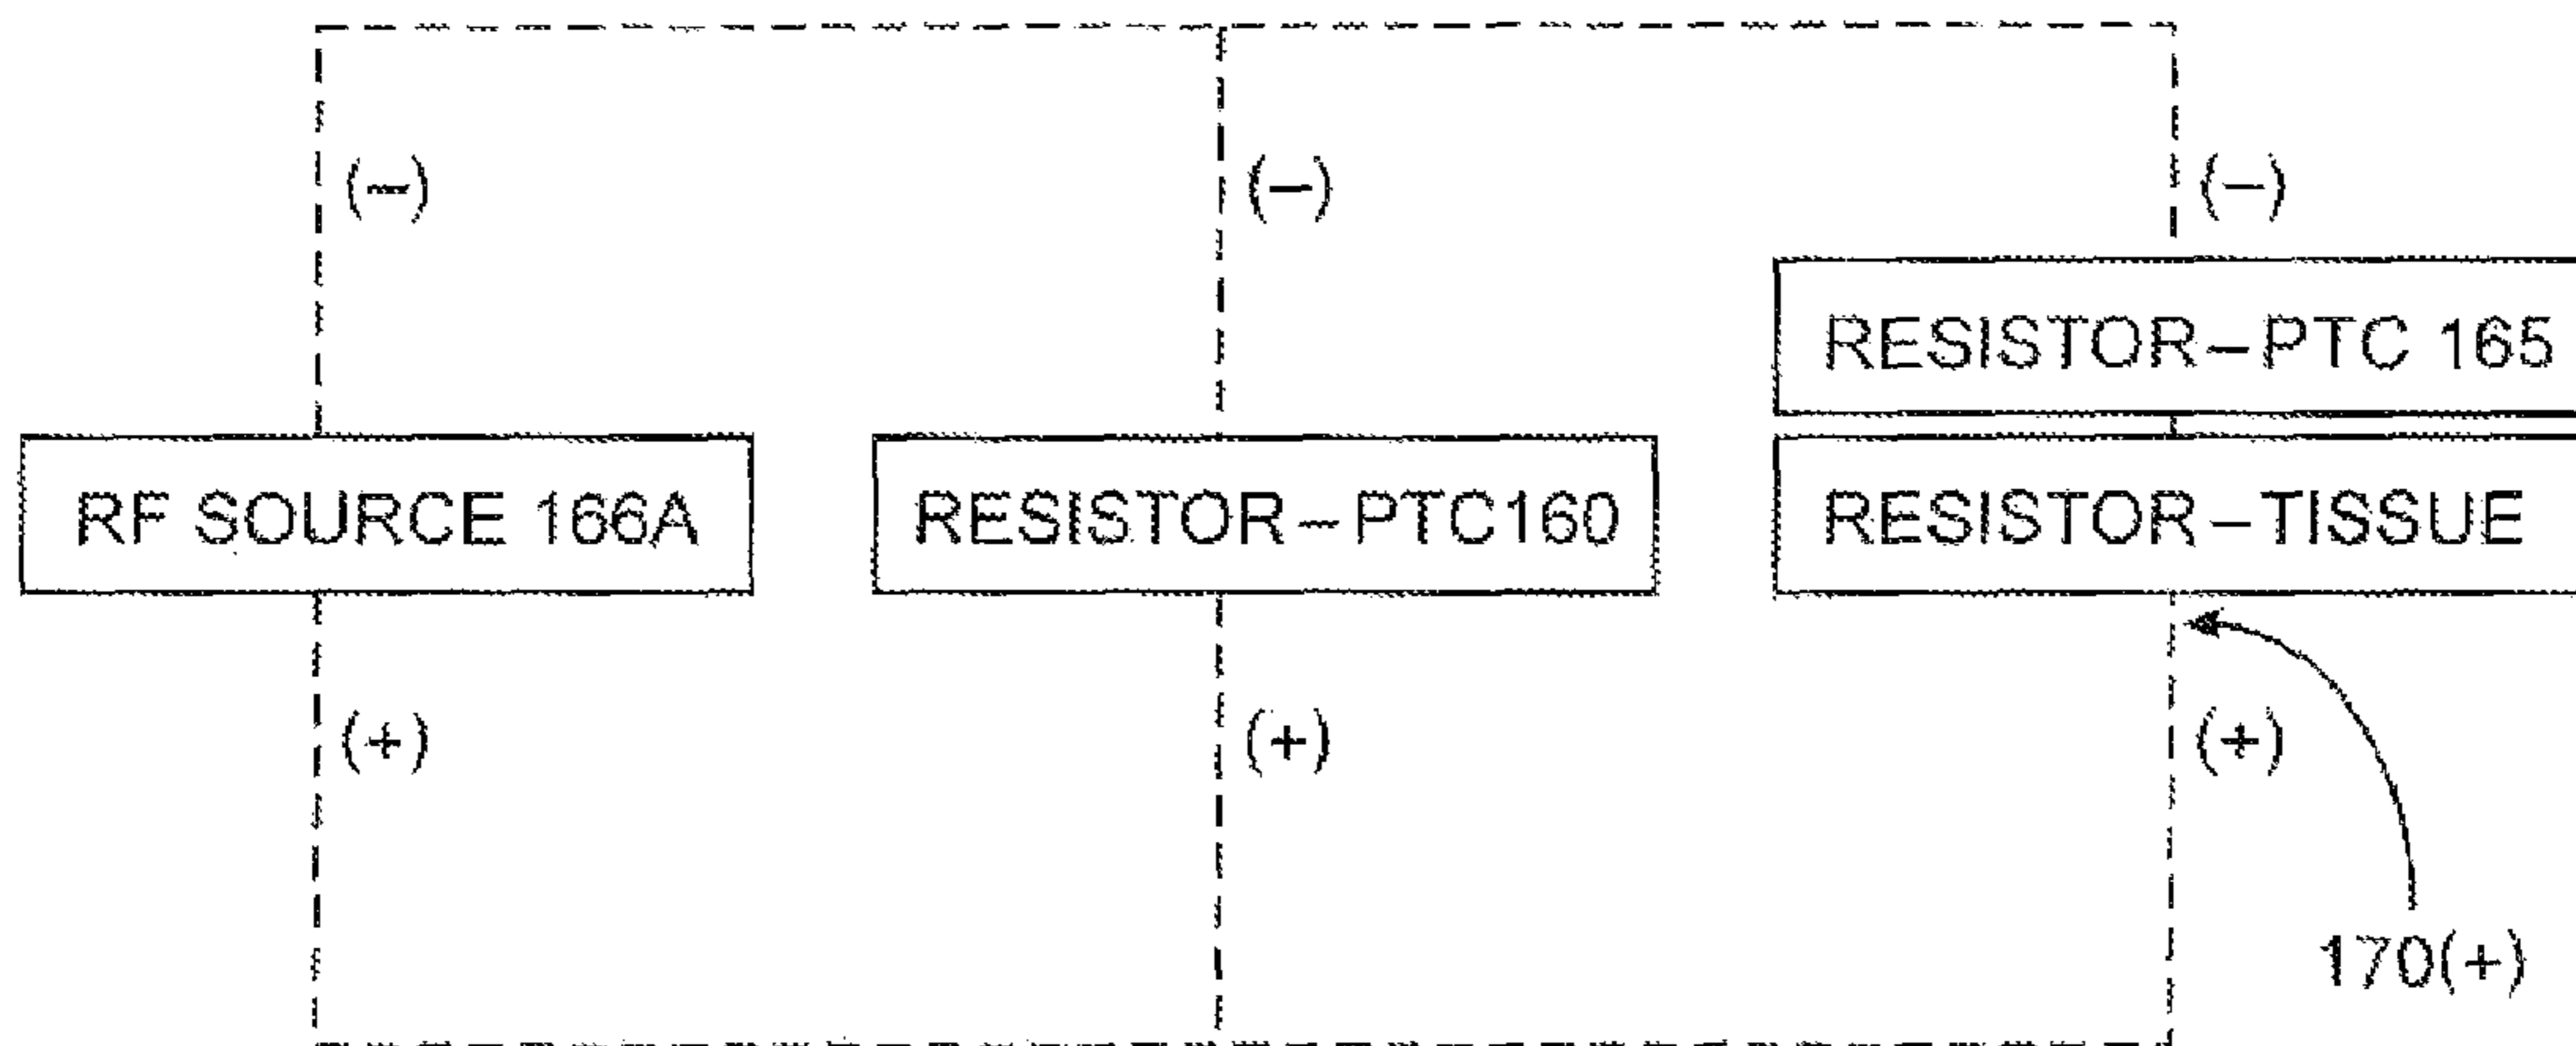 (−)
(−)
(−)
RESISTOR–PTC 165
RF SOURCE 166A
RESISTOR–PTC160
RESISTOR–TISSUE
(+)
(+)
(+)
170(+)